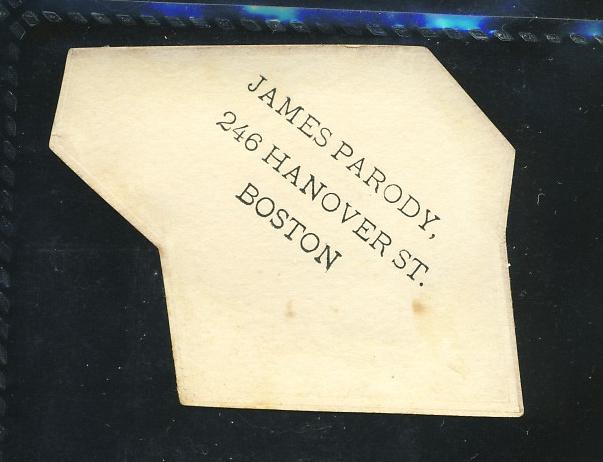 JAMES PARODY,
246 HANOVER ST.
BOSTON